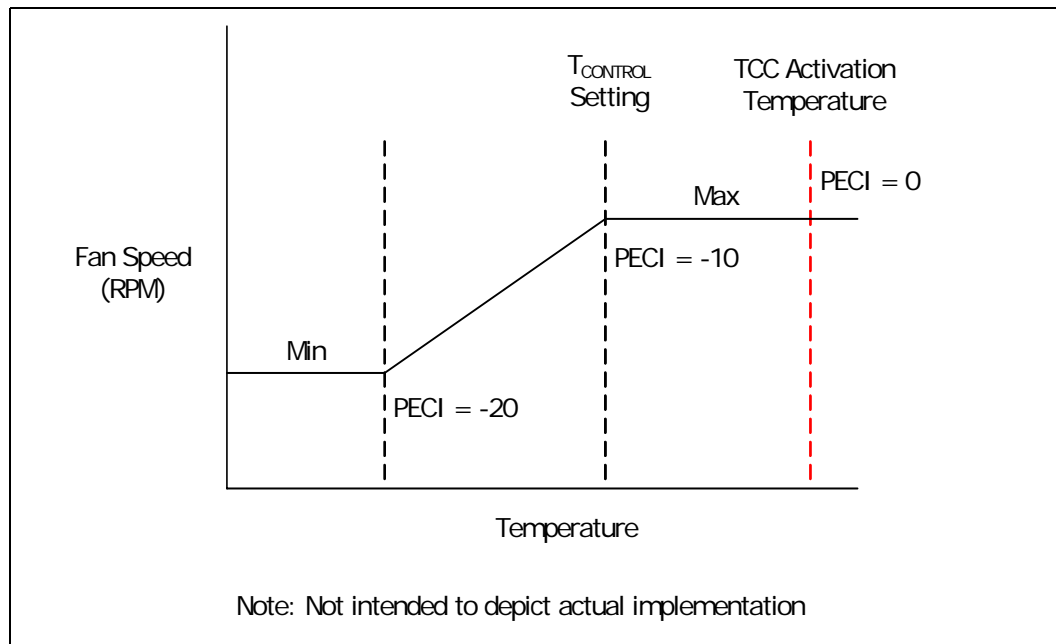 T_CONTROL
Setting
TCC Activation
Temperature
PECI = 0
Max
Fan Speed
(RPM)
PECI = -10
Min
PECI = -20
Temperature
Note: Not intended to depict actual implementation